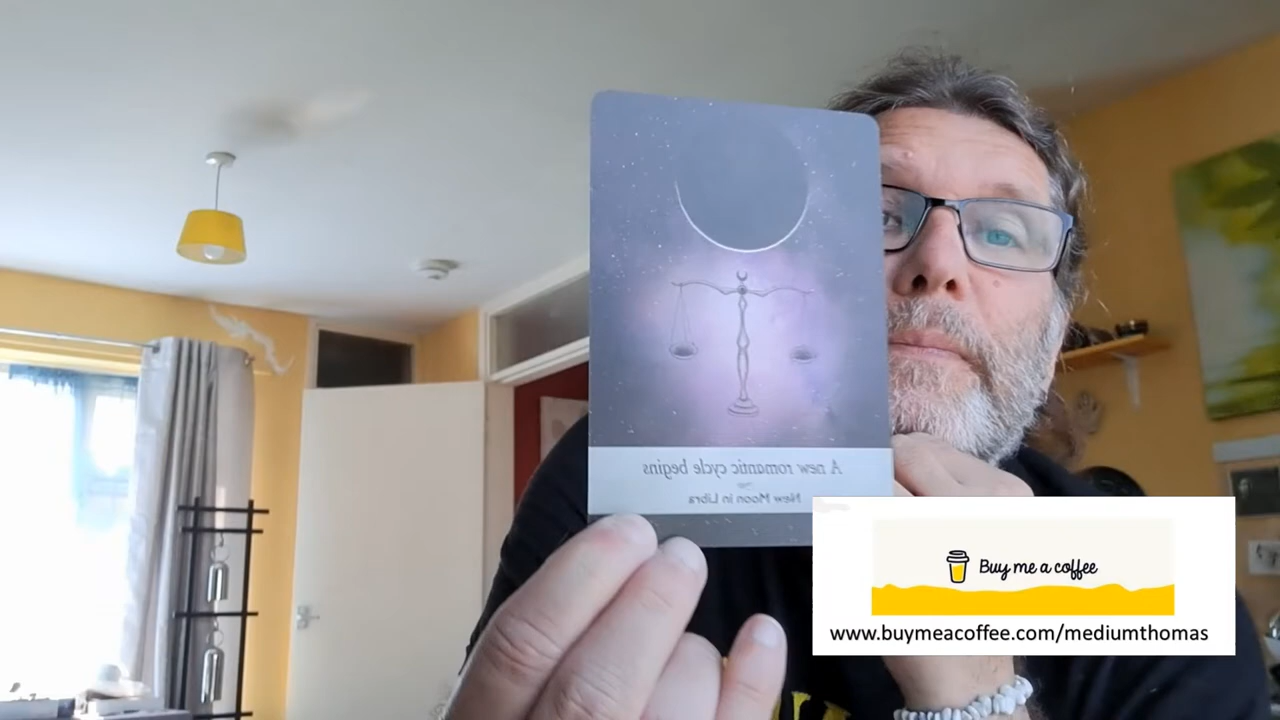 A new romantic cycle begins
New Moon in Libra
Buy me a coffee
www.buymeacoffee.com/mediumthomas